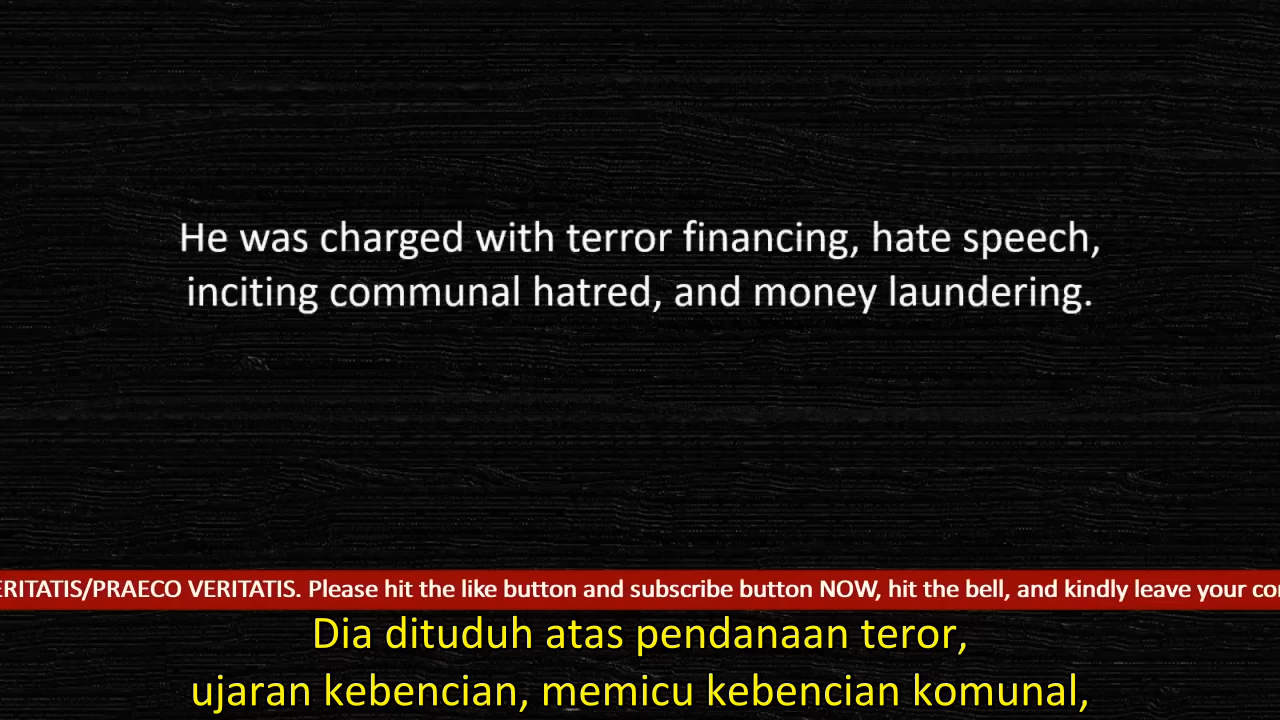 He was charged with terror financing, hate speech,
inciting communal hatred, and money laundering.
VERITATIS/PRAECO VERITATIS. Please hit the like button and subscribe button NOW, hit the bell, and kindly leave your
Dia dituduh atas pendanaan teror,
ujaran kebencian, memicu kebencian komunal,